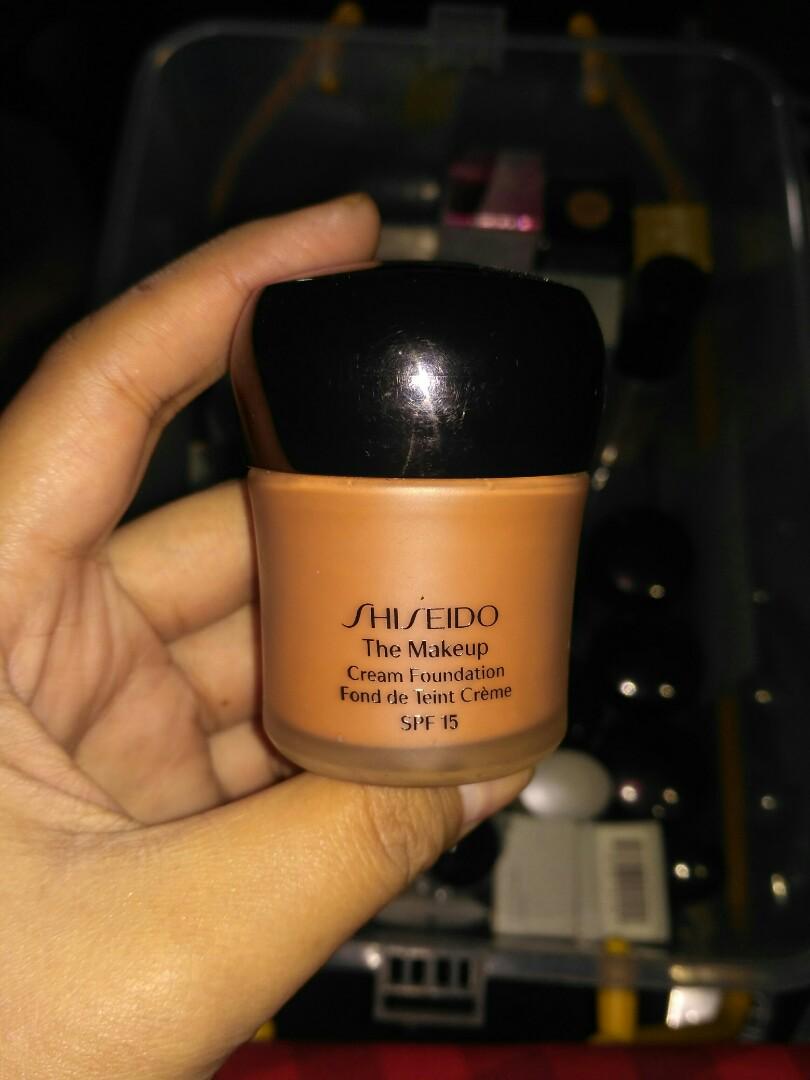 SHISEIDO
The Makeup
Cream Foundation
Fond de Teint Crème
SPF 15